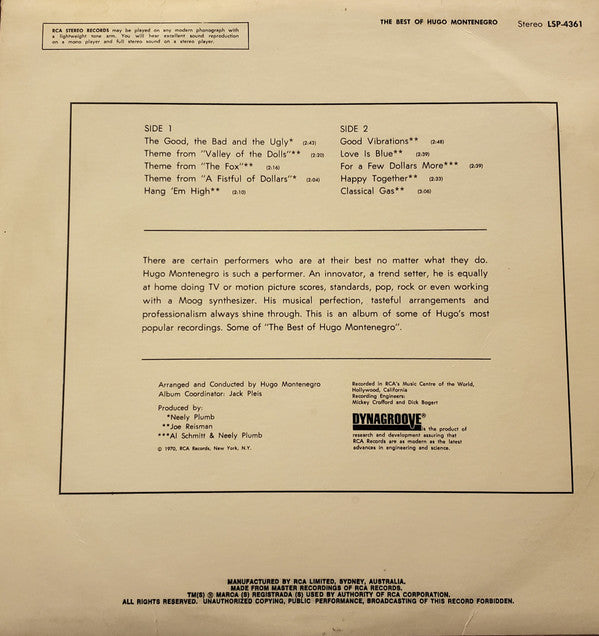 RCA STEREO RECORDS may be played on any modern phonograph with
a lightweight tone arm. You will hear excellent sound reproduction
on a mono player and full stereo sound on a stereo player.
THE BEST OF HUGO MONTENEGRO Stereo LSP-4361
SIDE 1
The Good, the Bad and the Ugly* (2:43)
Theme from "Valley of the Dolls"** (2:20)
Theme from "The Fox"** (2:16)
Theme from "A Fistful of Dollars"* (2:04)
Hang 'Em High** (2:10)
SIDE 2
Good Vibrations** (2:48)
Love Is Blue** (2:39)
For a Few Dollars More*** (2:39)
Happy Together** (2:33)
Classical Gas** (3:06)
There are certain performers who are at their best no matter what they do.
Hugo Montenegro is such a performer. An innovator, a trend setter, he is equally
at home doing TV or motion picture scores, standards, pop, rock or even working
with a Moog synthesizer. His musical perfection, tasteful arrangements and
professionalism always shine through. This is an album of some of Hugo's most
popular recordings. Some of "The Best of Hugo Montenegro".
Arranged and Conducted by Hugo Montenegro
Album Coordinator: Jack Pleis
Produced by:
*Neely Plumb
**Joe Reisman
***Al Schmitt & Neely Plumb
© 1970, RCA Records, New York, N.Y.
Recorded in RCA's Music Centre of the World,
Hollywood, California
Recording Engineers:
Mickey Crofford and Dick Bogert
DYNAGROOVE®
is the product of
research and development assuring that
RCA Records are as modern as the latest
advances in engineering and science.
MANUFACTURED BY RCA LIMITED, SYDNEY, AUSTRALIA.
MADE FROM MASTER RECORDINGS OF RCA RECORDS.
TM(S) ® MARCA (S) REGISTRADA (S) USED BY AUTHORITY OF RCA CORPORATION.
ALL RIGHTS RESERVED. UNAUTHORIZED COPYING, PUBLIC PERFORMANCE, BROADCASTING OF THIS RECORD FORBIDDEN.